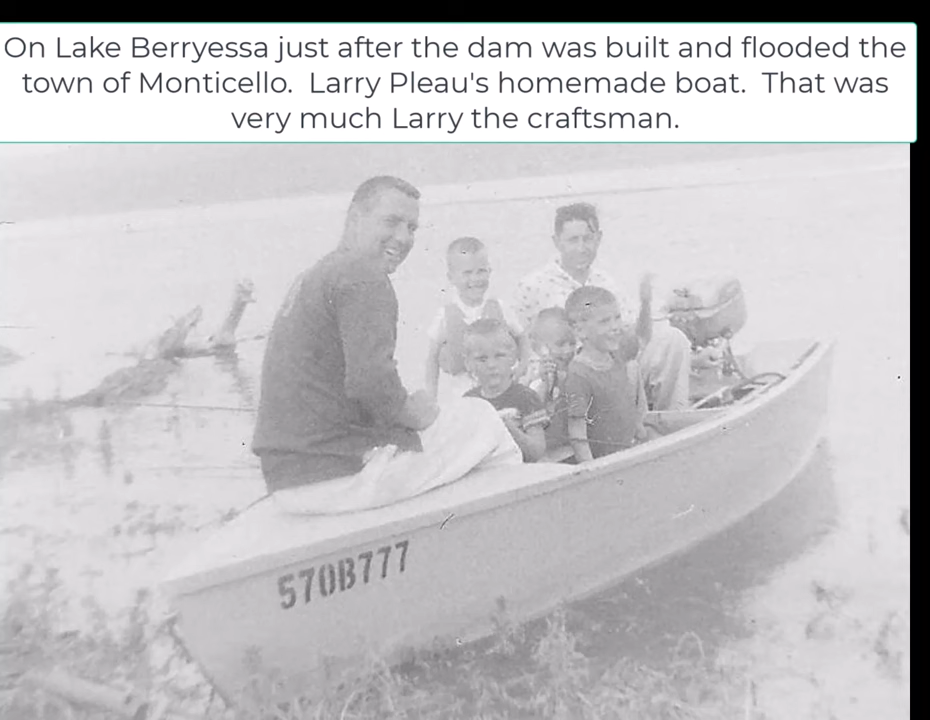 On Lake Berryessa just after the dam was built and flooded the
town of Monticello.  Larry Pleau's homemade boat.  That was
very much Larry the craftsman.
570B777